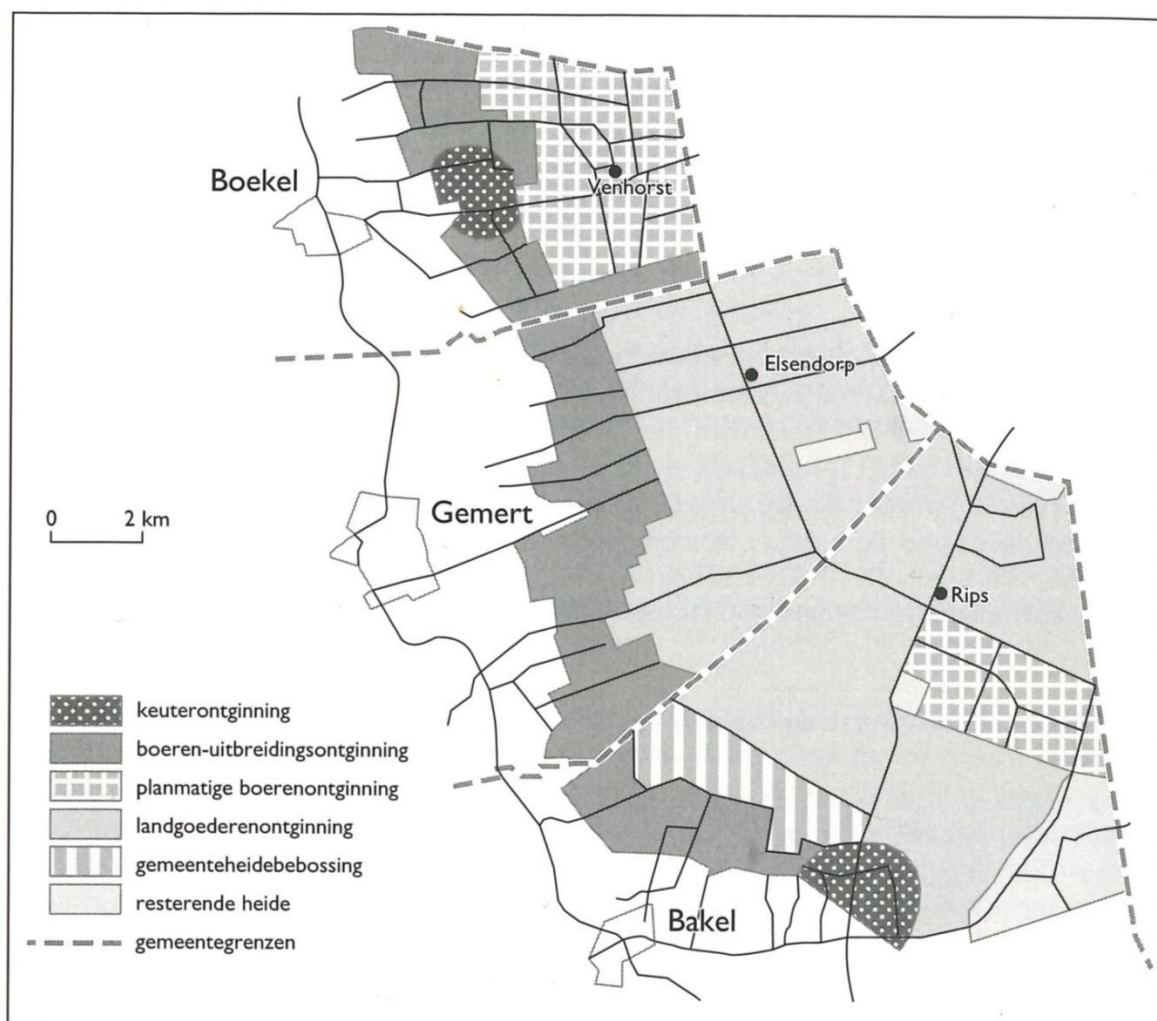 Boekel
Venhorst
Elsendorp
Gemert
0 2 km
Rips
keuterontginning
boeren-uitbreidingsontginning
planmatige boerenontginning
landgoederenontginning
gemeenteheidebebossing
resterende heide
gemeentegrenzen
Bakel